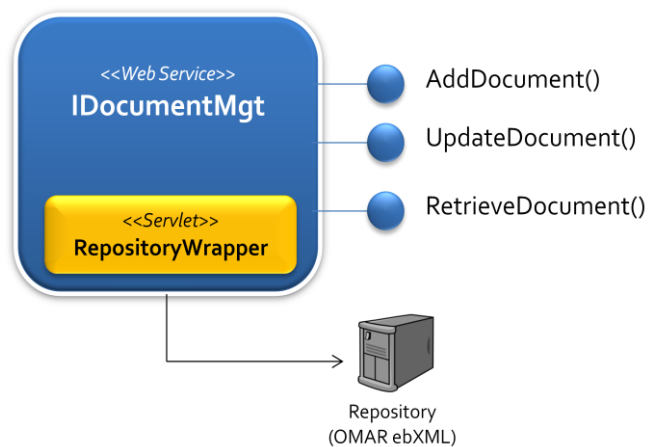 <<Web Service>>
IDocumentMgt
<<Servlet>>
RepositoryWrapper
AddDocument()
UpdateDocument()
RetrieveDocument()
Repository
(OMAR ebXML)